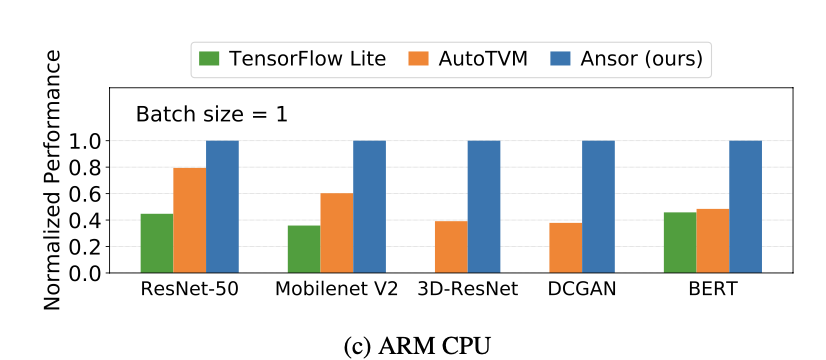 TensorFlow Lite AutoTVM Ansor (ours)
Normalized Performance
Batch size = 1
1.0
0.8
0.6
0.4
0.2
0.0
ResNet-50 Mobilenet V2 3D-ResNet DCGAN BERT
(c) ARM CPU